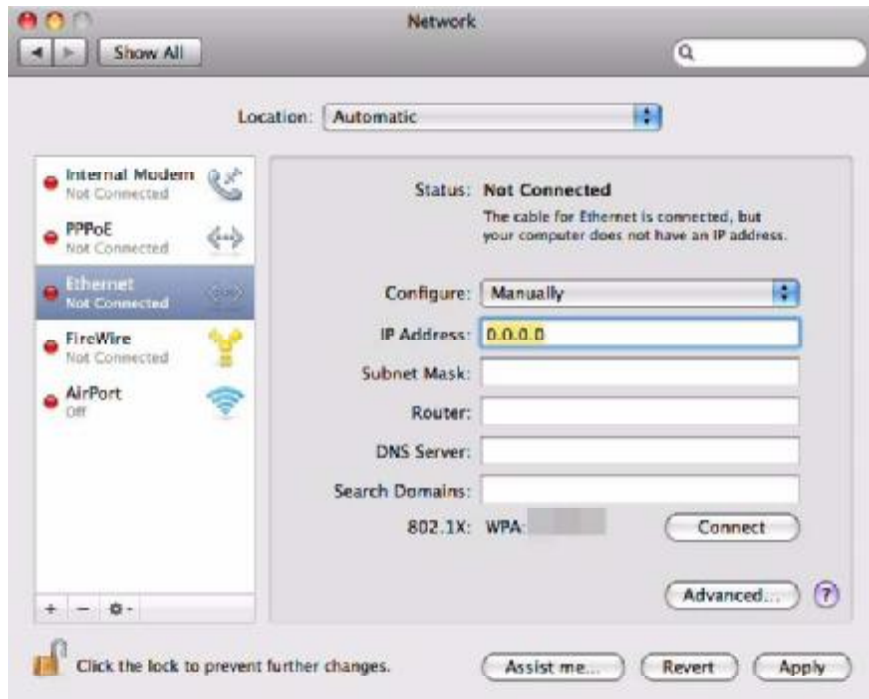 Network
Show All
Location: Automatic
Internal Modem
Not Connected
PPPoE
Not Connected
Ethernet
Not Connected
FireWire
Not Connected
AirPort
Off
Status: Not Connected
The cable for Ethernet is connected, but
your computer does not have an IP address.
Configure: Manually
IP Address: 0.0.0.0
Subnet Mask:
Router:
DNS Server:
Search Domains:
802.1X: WPA: Connect
Advanced... ?
+ −
Click the lock to prevent further changes.
Assist me... Revert Apply